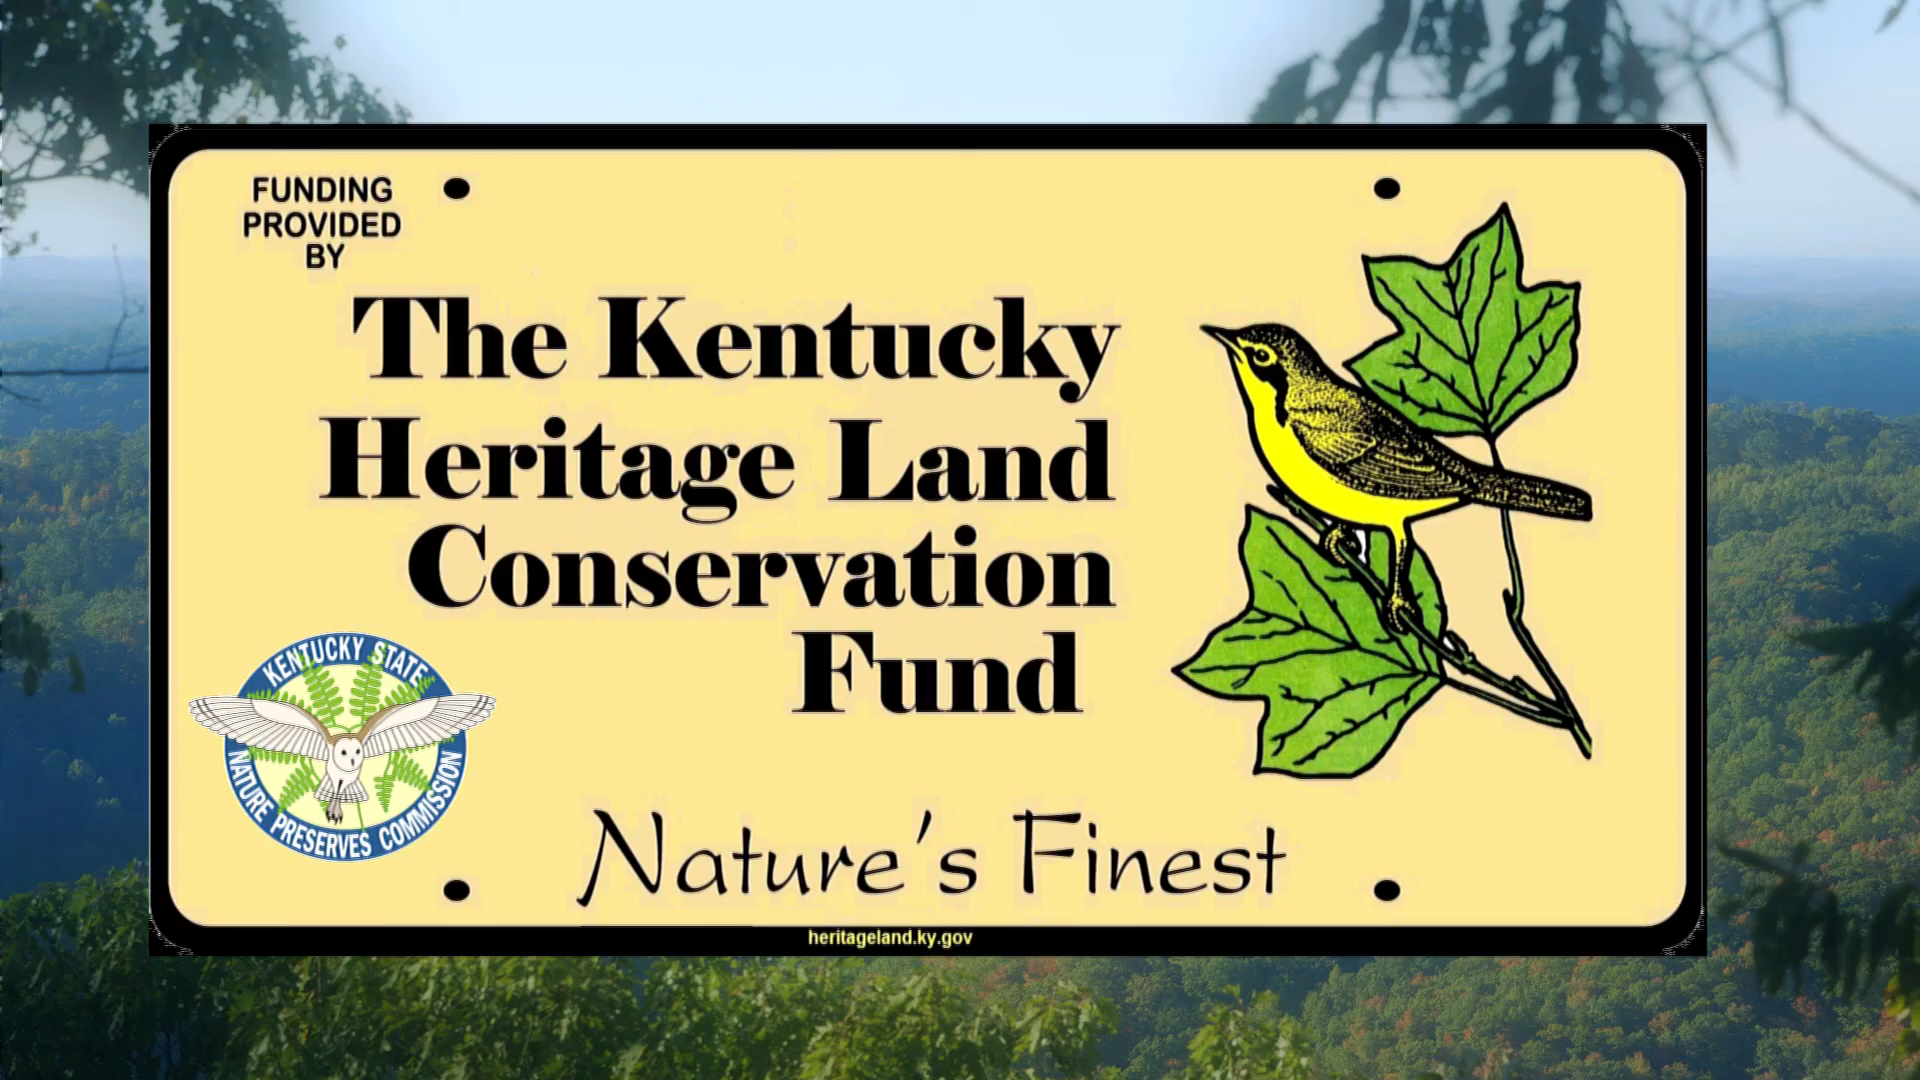 FUNDING
PROVIDED
BY
The Kentucky
Heritage Land
Conservation
Fund
KENTUCKY STATE
NATURE PRESERVES COMMISSION
Nature's Finest
heritageland.ky.gov